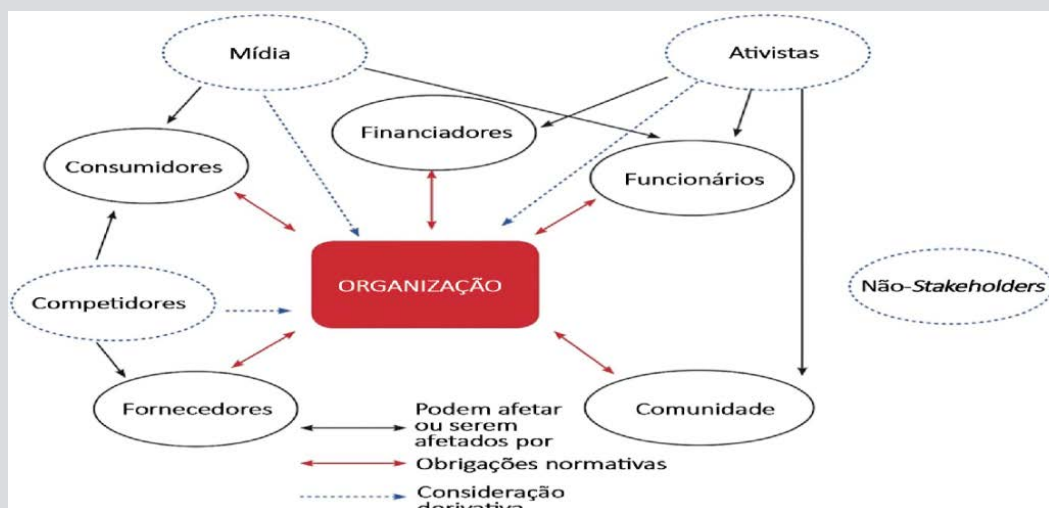 Mídia
Ativistas
Financiadores
Consumidores
Funcionários
ORGANIZAÇÃO
Não-Stakeholders
Competidores
Fornecedores
Comunidade
Podem afetar
ou serem
afetados por
Obrigações normativas
Consideração
derivativa